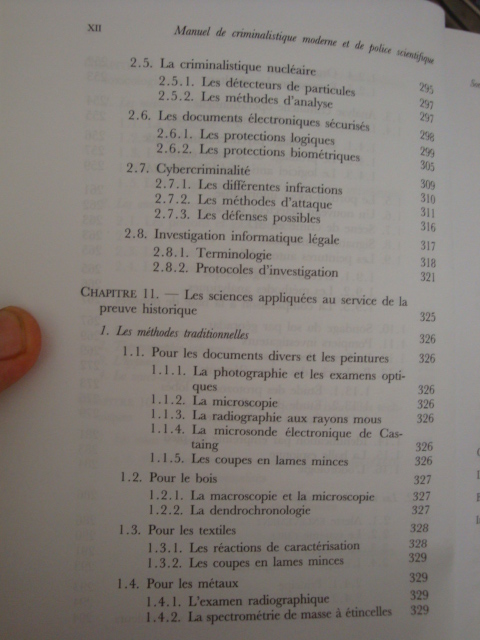 XII Manuel de criminalistique moderne et de police scientifique
2.5. La criminalistique nucléaire 295
2.5.1. Les détecteurs de particules 297
2.5.2. Les méthodes d'analyse 297
2.6. Les documents électroniques sécurisés 298
2.6.1. Les protections logiques 299
2.6.2. Les protections biométriques 305
2.7. Cybercriminalité 309
2.7.1. Les différentes infractions 310
2.7.2. Les méthodes d'attaque 311
2.7.3. Les défenses possibles 316
2.8. Investigation informatique légale 317
2.8.1. Terminologie 318
2.8.2. Protocoles d'investigation 321
CHAPITRE 11. — Les sciences appliquées au service de la
preuve historique 325
1. Les méthodes traditionnelles 326
1.1. Pour les documents divers et les peintures 326
1.1.1. La photographie et les examens opti-
ques 326
1.1.2. La microscopie 326
1.1.3. La radiographie aux rayons mous 326
1.1.4. La microsonde électronique de Cas-
taing 326
1.1.5. Les coupes en lames minces 326
1.2. Pour le bois 327
1.2.1. La macroscopie et la microscopie 327
1.2.2. La dendrochronologie 327
1.3. Pour les textiles 328
1.3.1. Les réactions de caractérisation 328
1.3.2. Les coupes en lames minces 329
1.4. Pour les métaux 329
1.4.1. L'examen radiographique 329
1.4.2. La spectrométrie de masse à étincelles 329